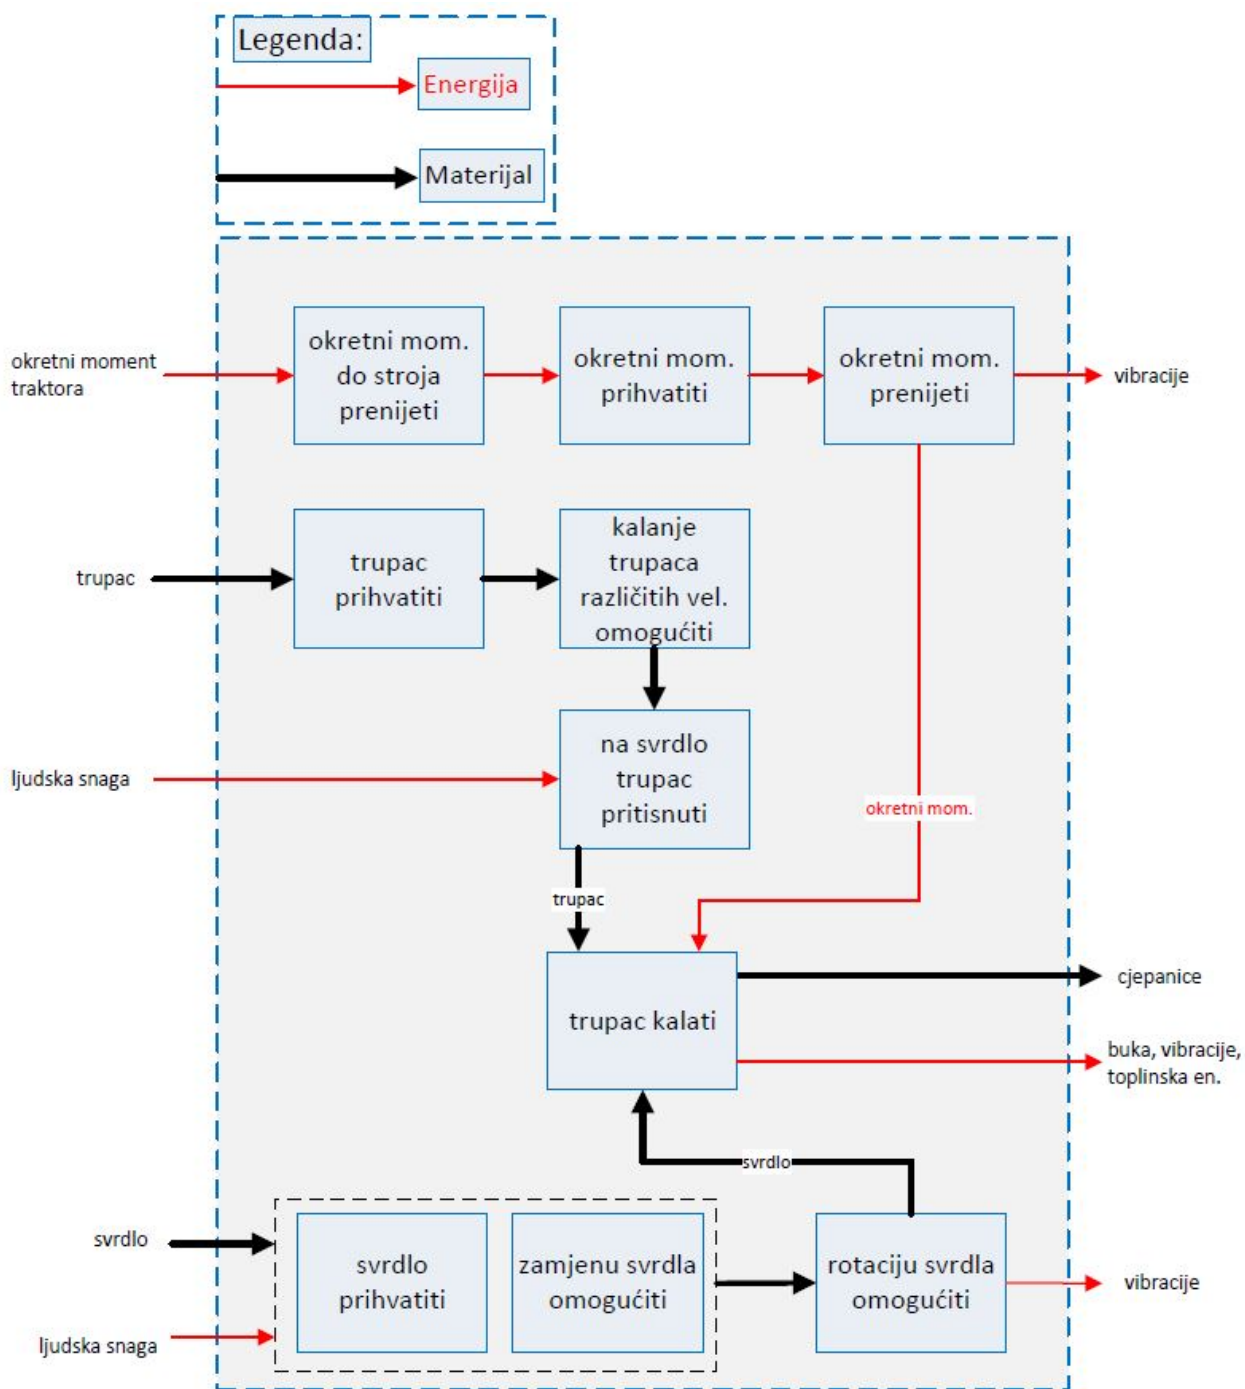 Legenda:
Energija
Materijal
okretni moment
traktora
okretni mom.
do stroja
prenijeti
okretni mom.
prihvatiti
okretni mom.
prenijeti
vibracije
trupac
trupac
prihvatiti
kalanje
trupaca
različitih vel.
omogućiti
ljudska snaga
na svrdlo
trupac
pritisnuti
okretni mom.
trupac
trupac kalati
cjepanice
buka, vibracije,
toplinska en.
svrdlo
svrdlo
ljudska snaga
svrdlo
prihvatiti
zamjenu svrdla
omogućiti
rotaciju svrdla
omogućiti
vibracije